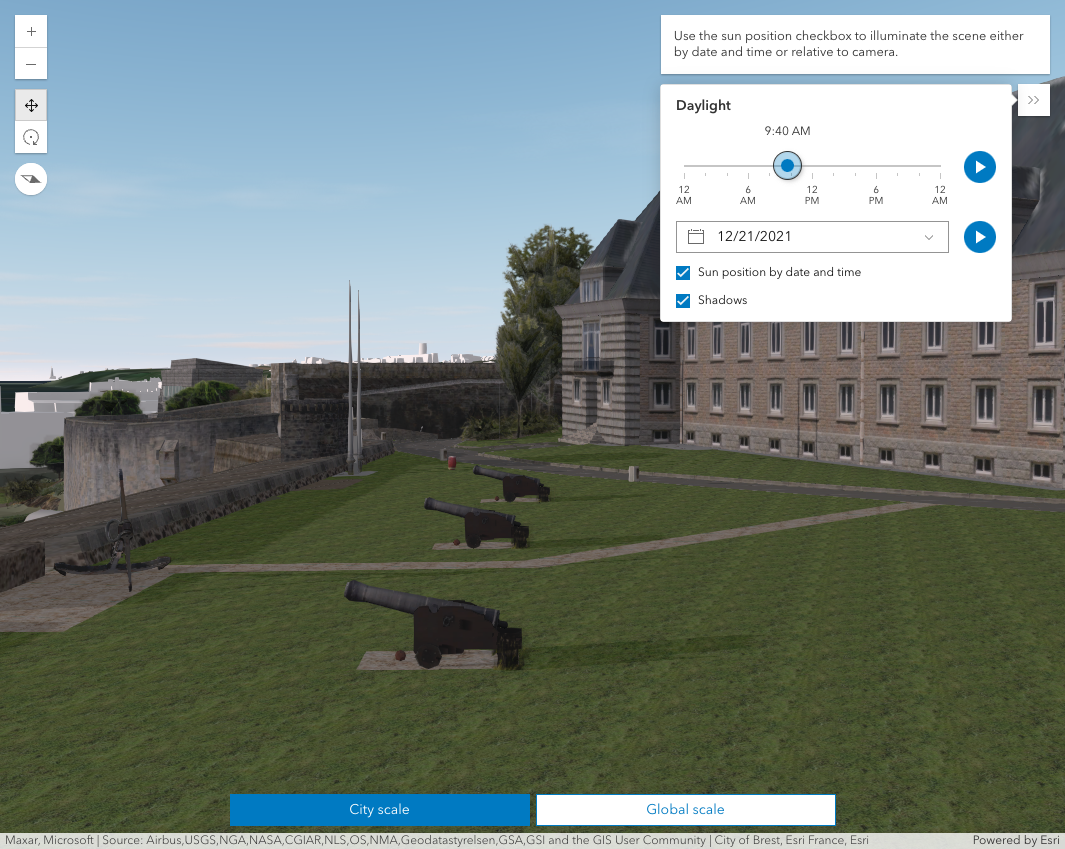 Use the sun position checkbox to illuminate the scene either
by date and time or relative to camera.
Daylight
9:40 AM
12 AM
6 AM
12 PM
6 PM
12 AM
12/21/2021
Sun position by date and time
Shadows
City scale
Global scale
Maxar, Microsoft | Source: Airbus,USGS,NGA,NASA,CGIAR,NLS,OS,NMA,Geodatastyrelsen,GSA,GSI and the GIS User Community | City of Brest, Esri France, Esri
Powered by Esri